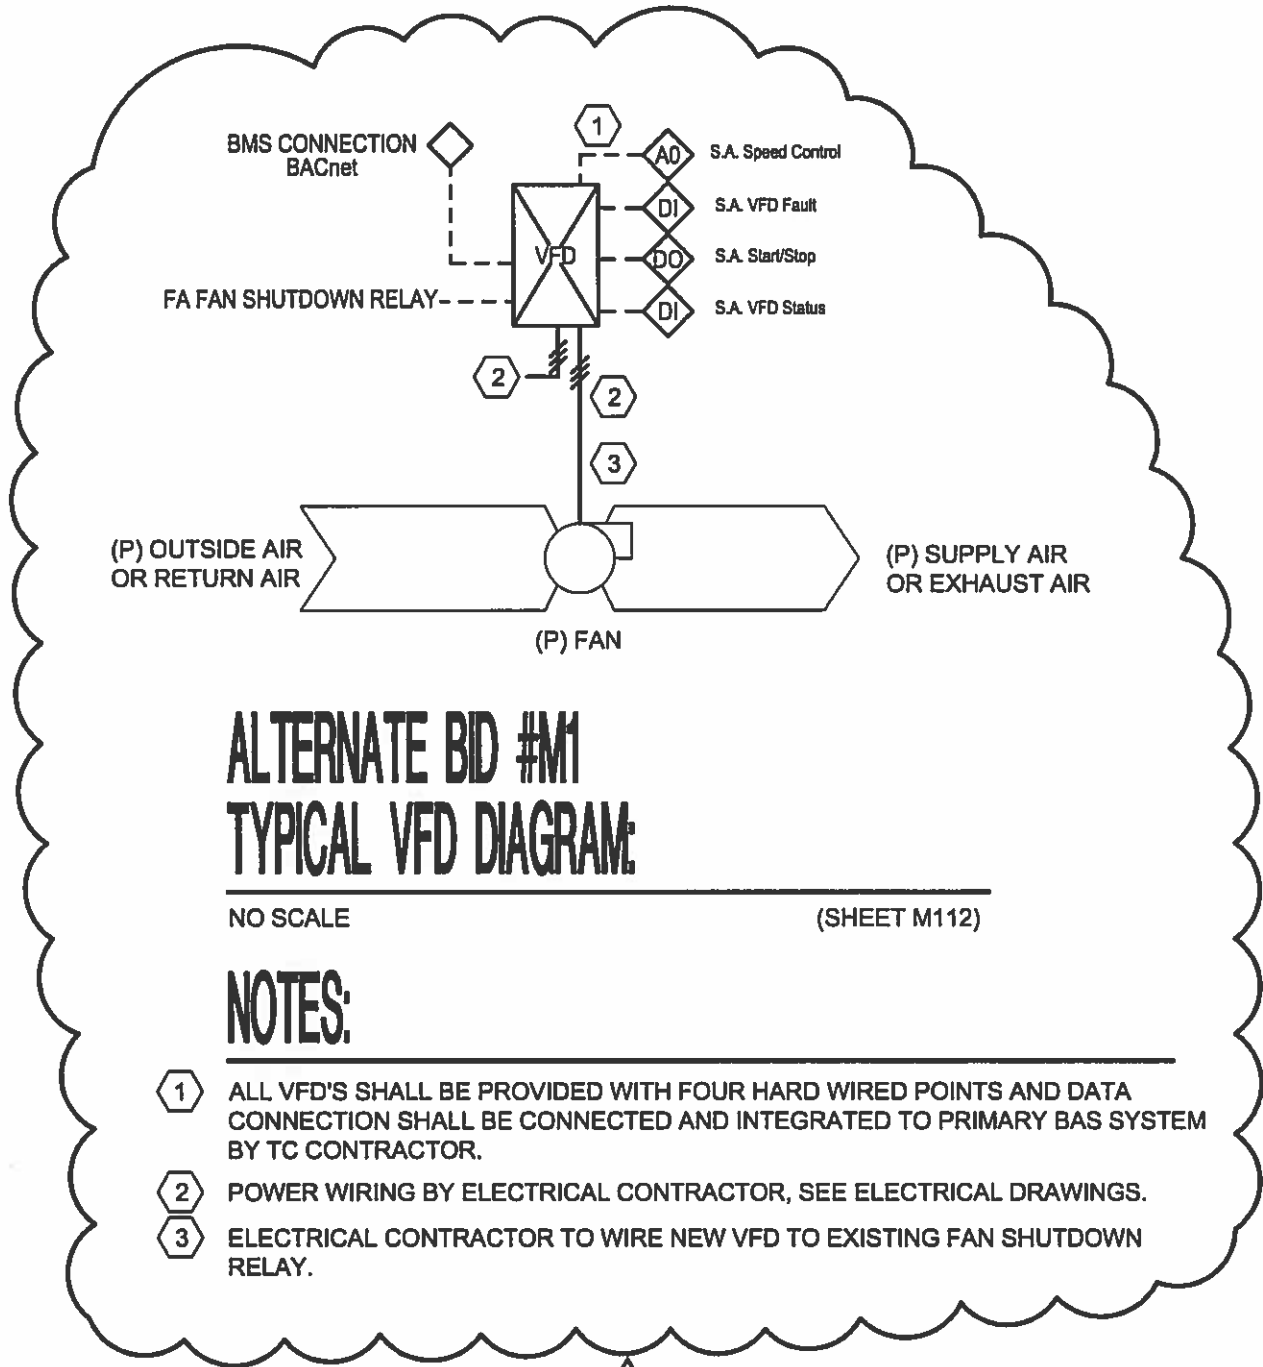 BMS CONNECTION
BACnet
1
A0 S.A. Speed Control
DI S.A. VFD Fault
VFD
DO S.A. Start/Stop
FA FAN SHUTDOWN RELAY
DI S.A. VFD Status
2
2
3
(P) OUTSIDE AIR
OR RETURN AIR
(P) SUPPLY AIR
OR EXHAUST AIR
(P) FAN
ALTERNATE BID #M1
TYPICAL VFD DIAGRAM:
NO SCALE (SHEET M112)
NOTES:
1 ALL VFD'S SHALL BE PROVIDED WITH FOUR HARD WIRED POINTS AND DATA
CONNECTION SHALL BE CONNECTED AND INTEGRATED TO PRIMARY BAS SYSTEM
BY TC CONTRACTOR.
2 POWER WIRING BY ELECTRICAL CONTRACTOR, SEE ELECTRICAL DRAWINGS.
3 ELECTRICAL CONTRACTOR TO WIRE NEW VFD TO EXISTING FAN SHUTDOWN
RELAY.